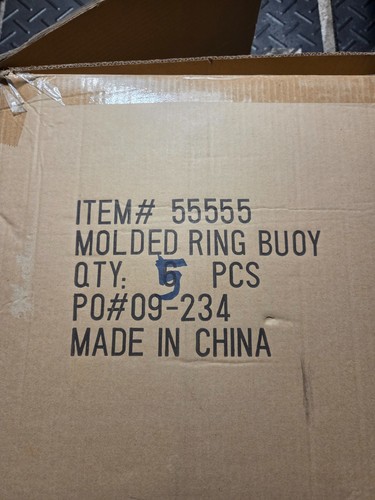 ITEM# 55555
MOLDED RING BUOY
QTY: 5 PCS
PO#09-234
MADE IN CHINA